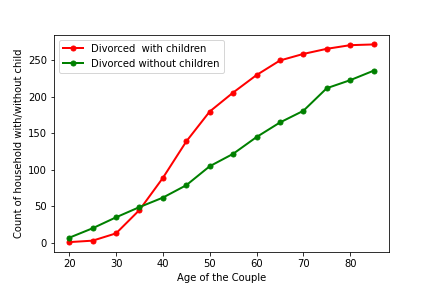 Divorced  with children
Divorced without children
Count of household with/without child
250
200
150
100
50
0
20 30 40 50 60 70 80
Age of the Couple